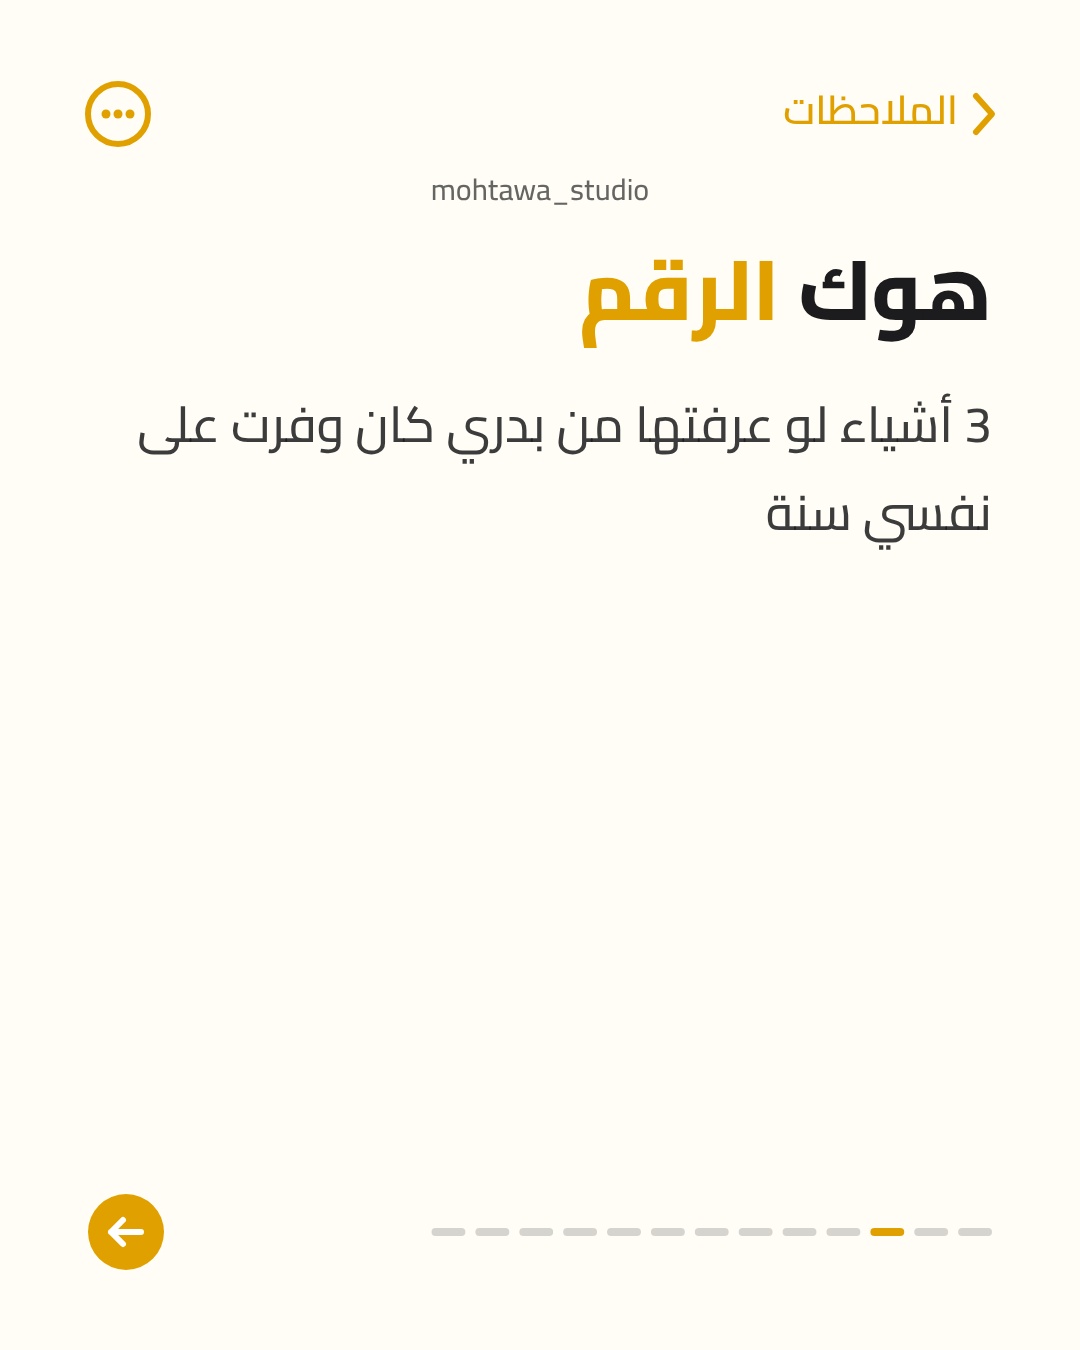 الملاحظات
mohtawa_studio
هوك الرقم
3 أشياء لو عرفتها من بدري كان وفرت على
نفسي سنة